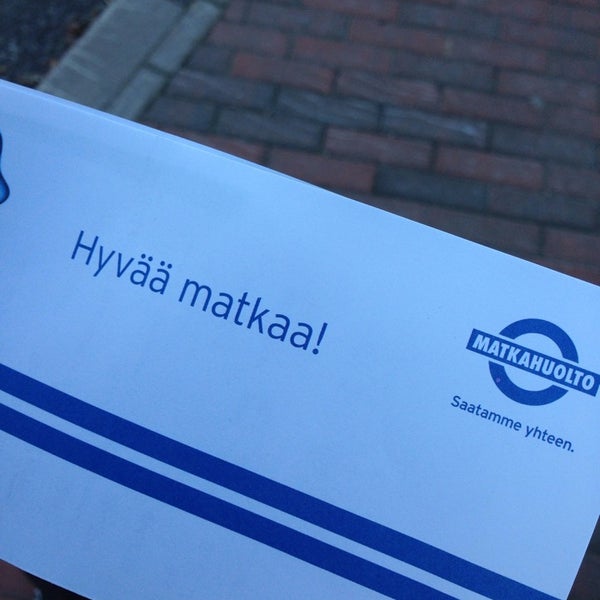 Hyvää matkaa!
MATKAHUOLTO
Saatamme yhteen.